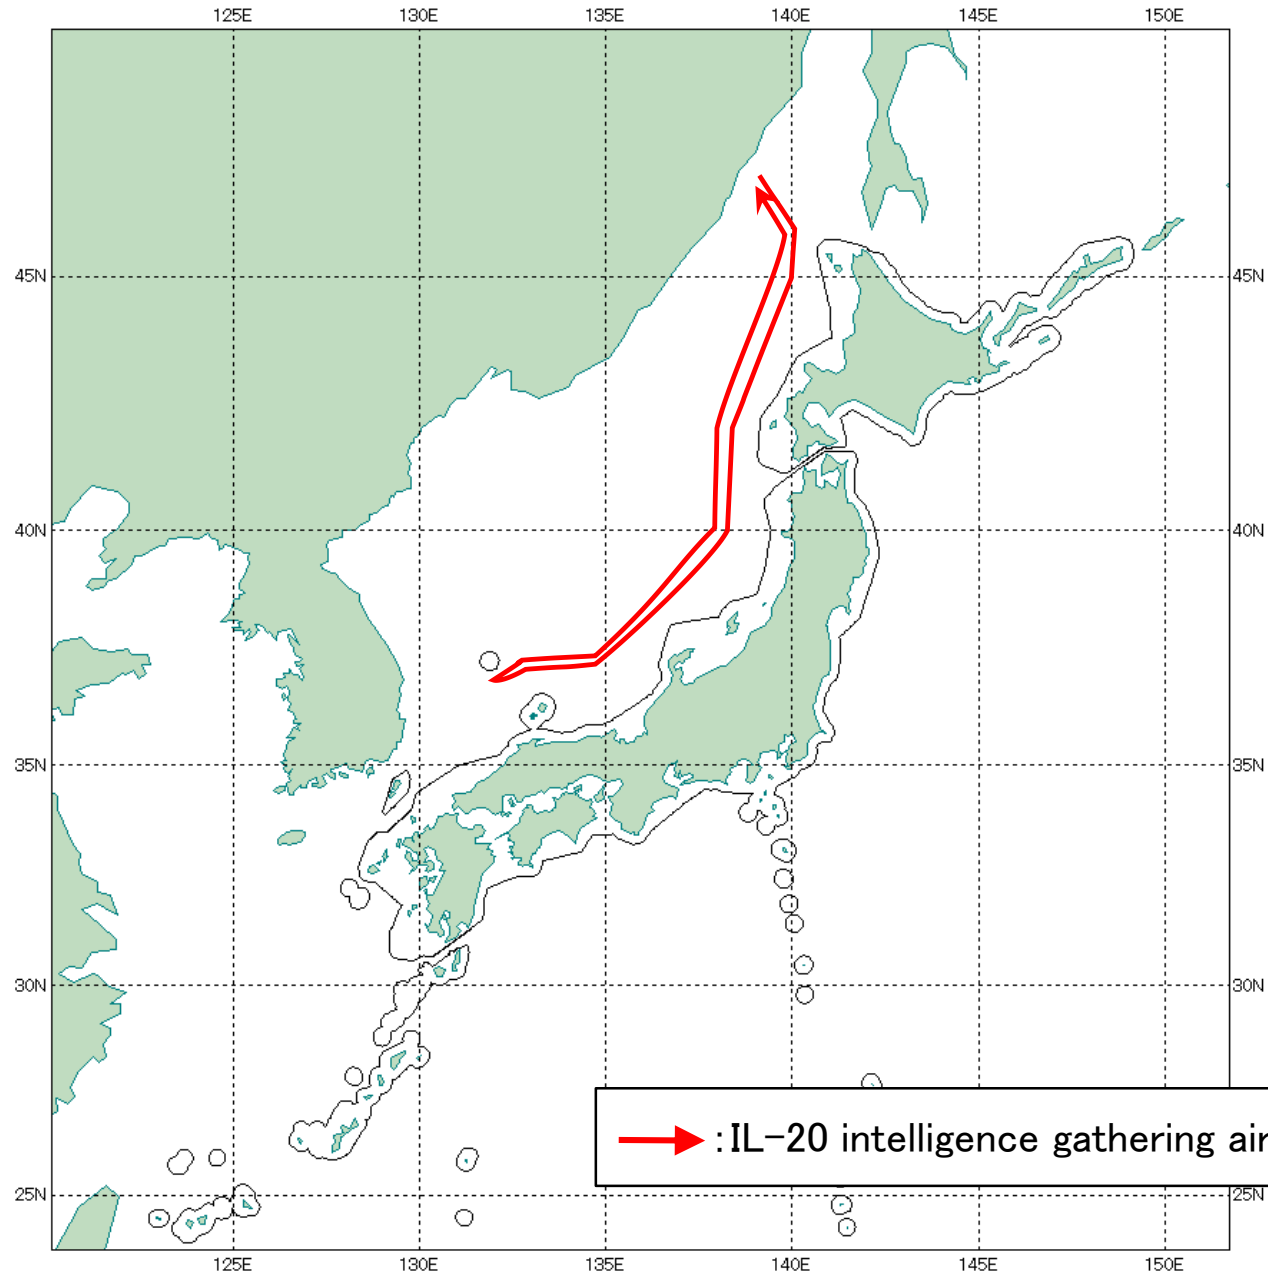 125E 130E 135E 140E 145E 150E
45N 45N
40N 40N
35N 35N
30N 30N
:IL-20 intelligence gathering air
25N 25N
125E 130E 135E 140E 145E 150E